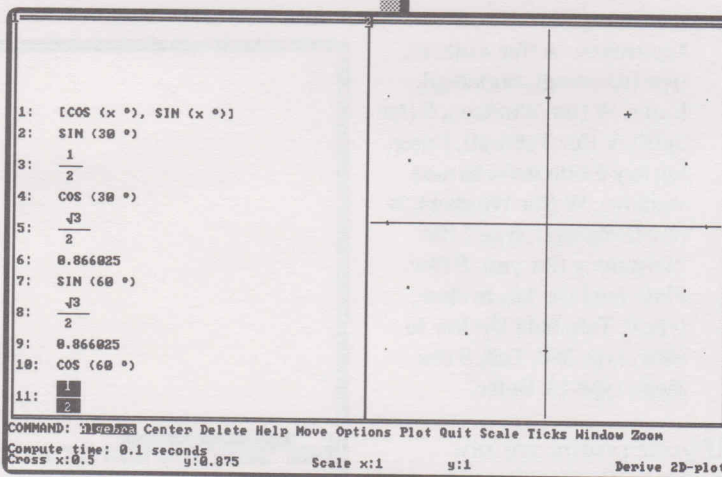 1
2
1: [COS (x °), SIN (x °)]
2: SIN (30 °)
3: 1/2
4: COS (30 °)
5: √3/2
6: 0.866025
7: SIN (60 °)
8: √3/2
9: 0.866025
10: COS (60 °)
11: 1/2
COMMAND: Algebra Center Delete Help Move Options Plot Quit Scale Ticks Window Zoom
Compute time: 0.1 seconds
Cross x:0.5 y:0.875 Scale x:1 y:1 Derive 2D-plot